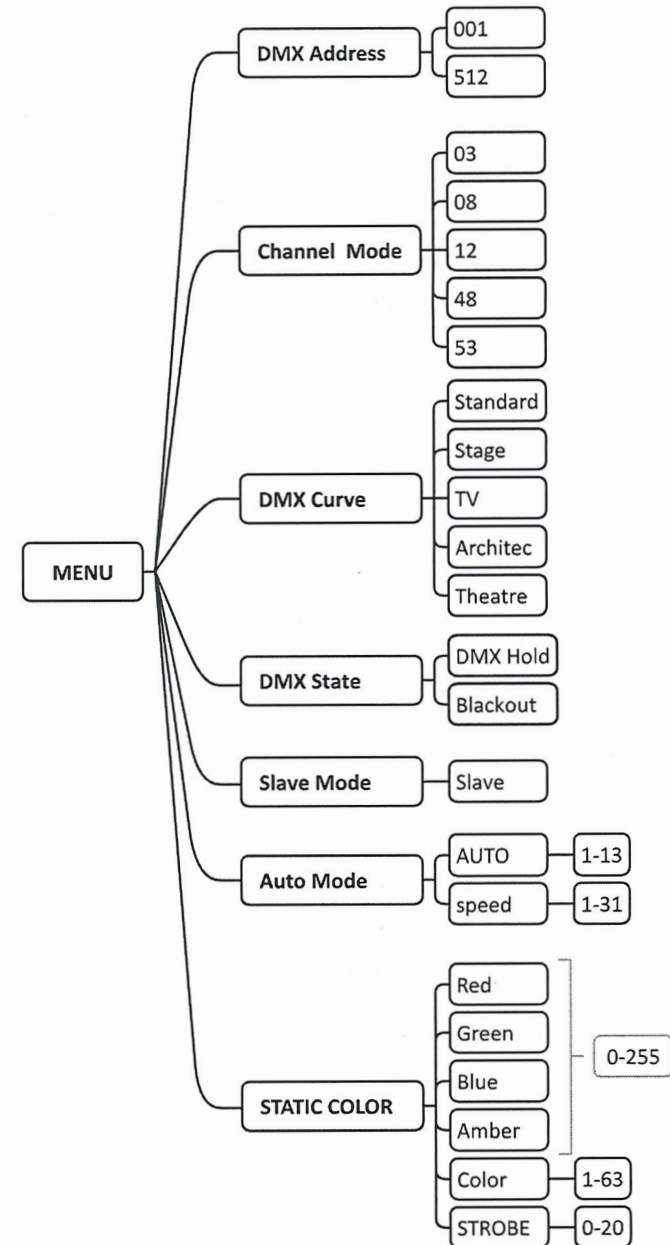 MENU
DMX Address
001
512
Channel Mode
03
08
12
48
53
DMX Curve
Standard
Stage
TV
Architec
Theatre
DMX State
DMX Hold
Blackout
Slave Mode
Slave
Auto Mode
AUTO
1-13
speed
1-31
STATIC COLOR
Red
Green
Blue
Amber
0-255
Color
1-63
STROBE
0-20